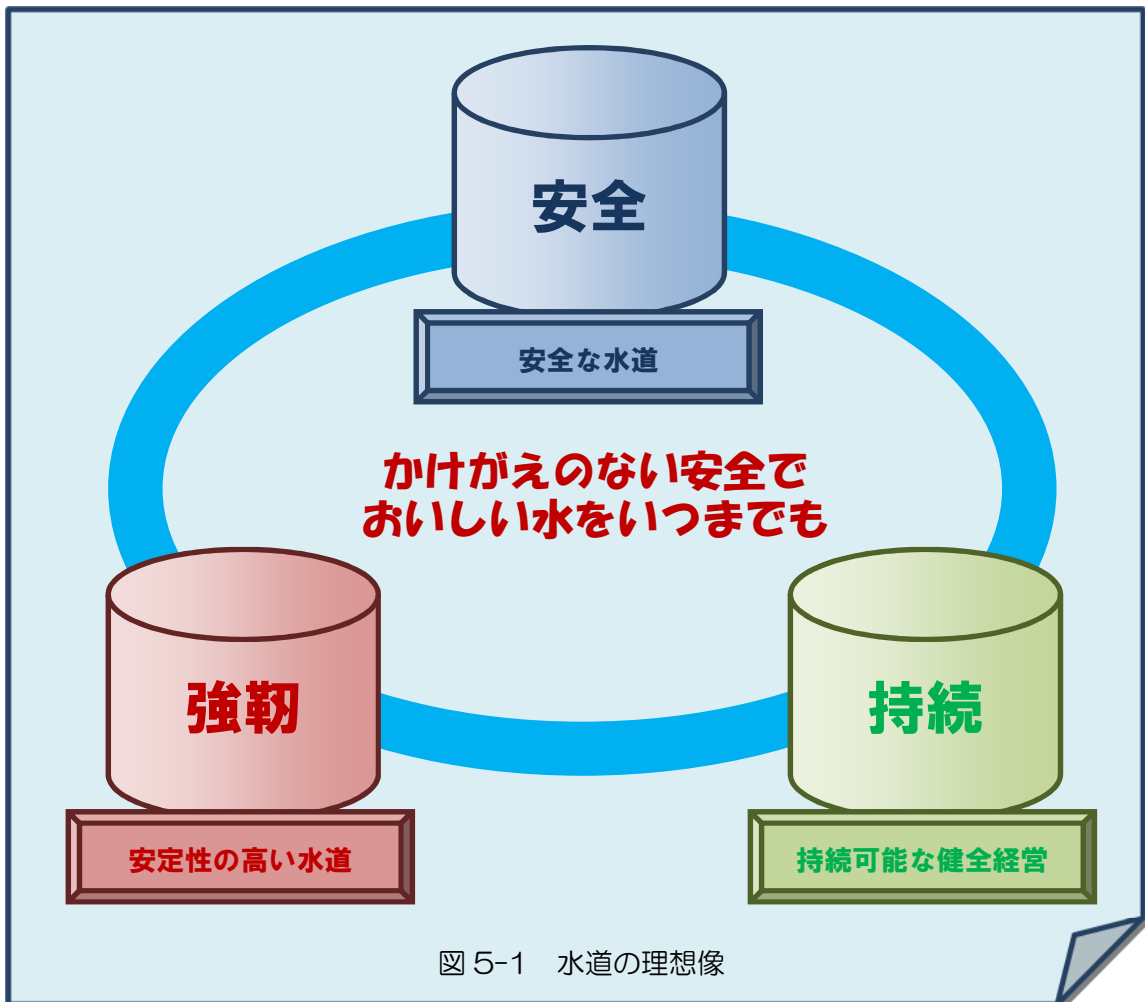 安全
安全な水道
かけがえのない安全で
おいしい水をいつまでも
強靭
安定性の高い水道
持続
持続可能な健全経営
図 5-1　水道の理想像